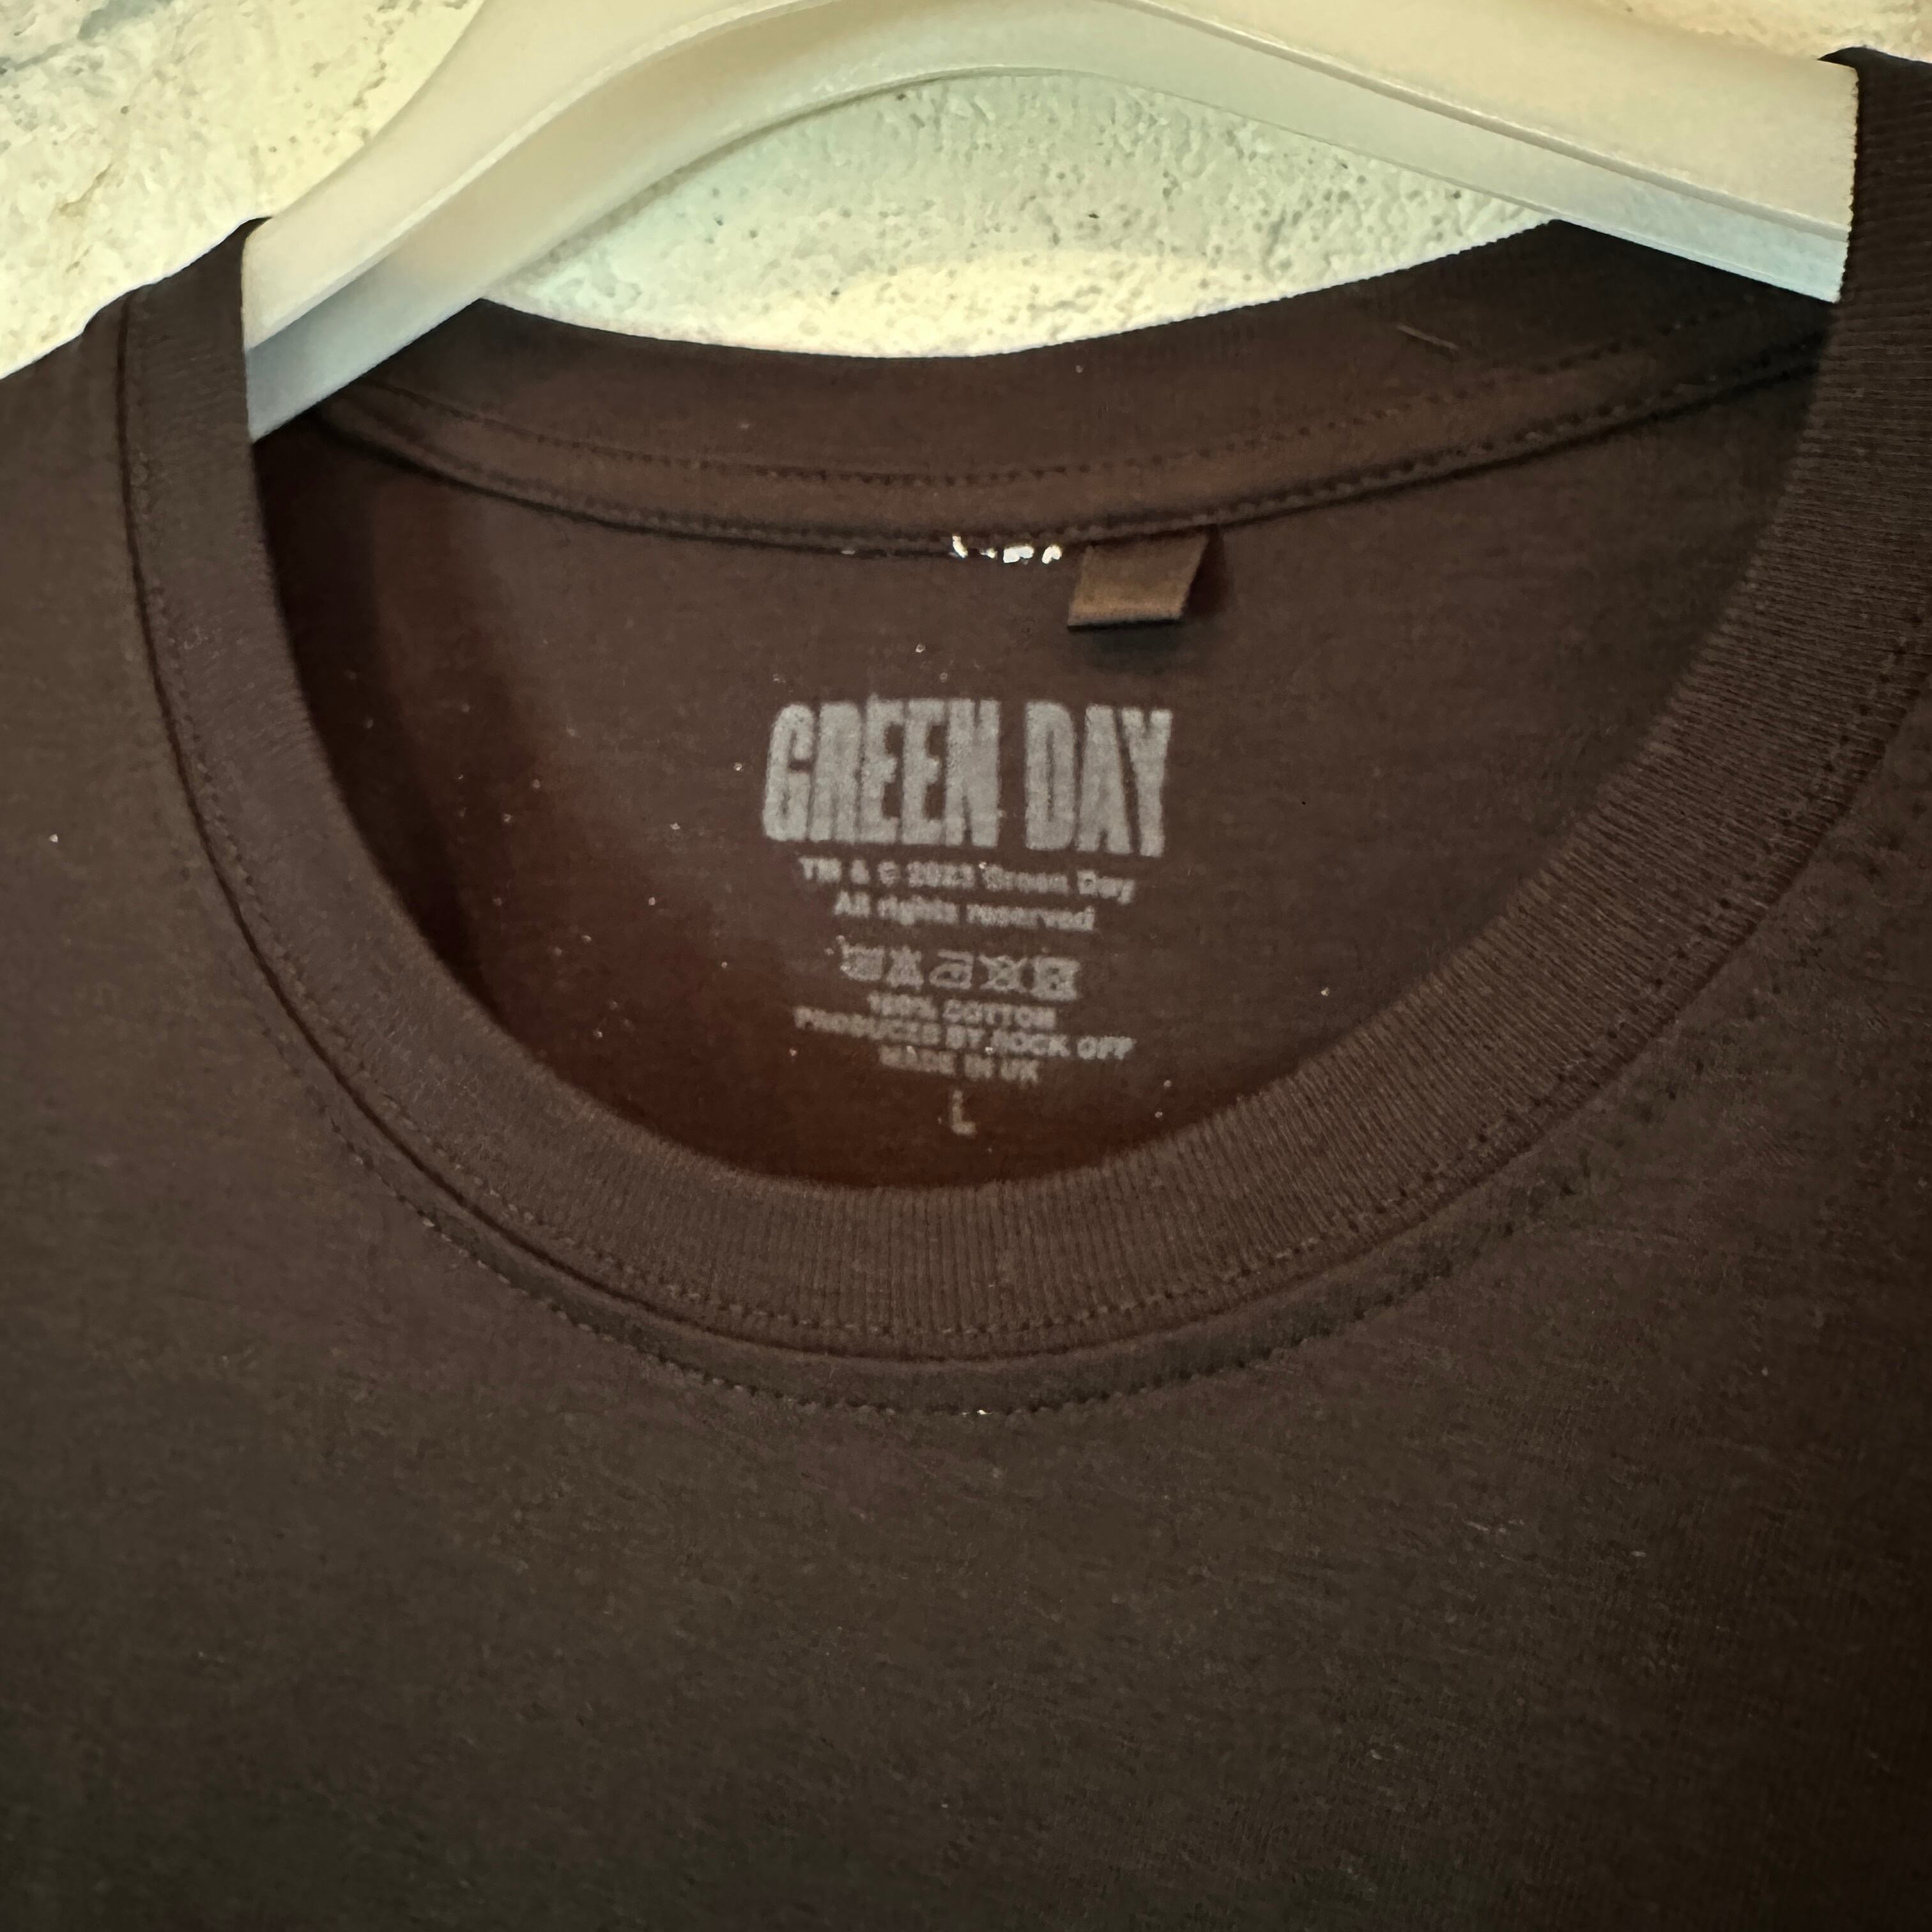 GREEN DAY
TM & © 2023 Green Day
All rights reserved
100% COTTON
PRODUCED BY ROCK OFF
MADE IN UK
L